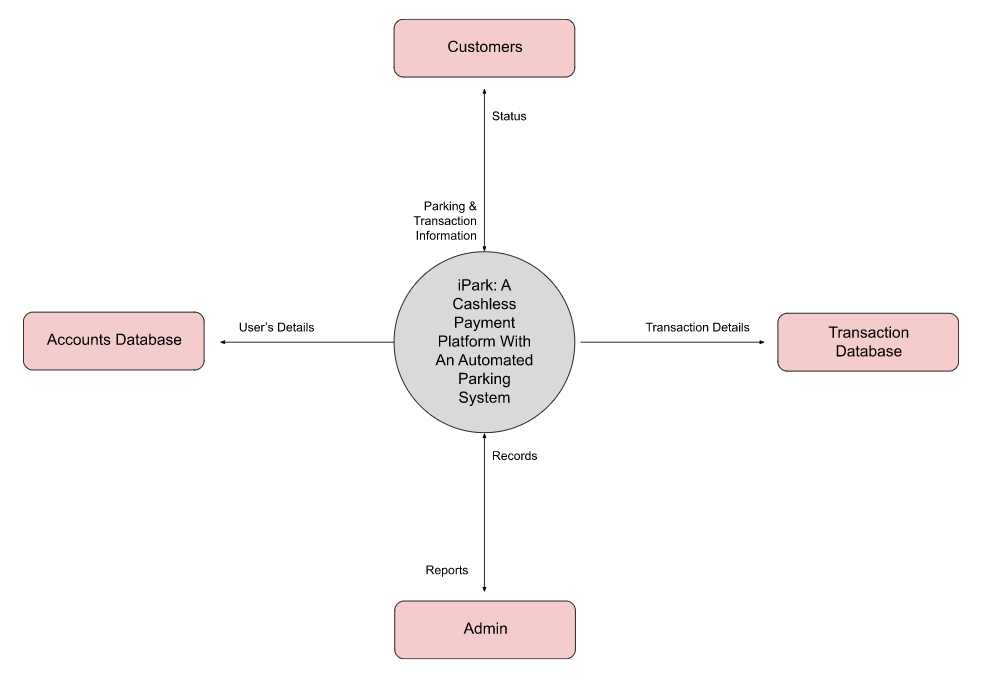 Customers
Status
Parking &
Transaction
Information
iPark: A
Cashless
Payment
Platform With
An Automated
Parking
System
Accounts Database
User's Details
Transaction Details
Transaction
Database
Records
Reports
Admin